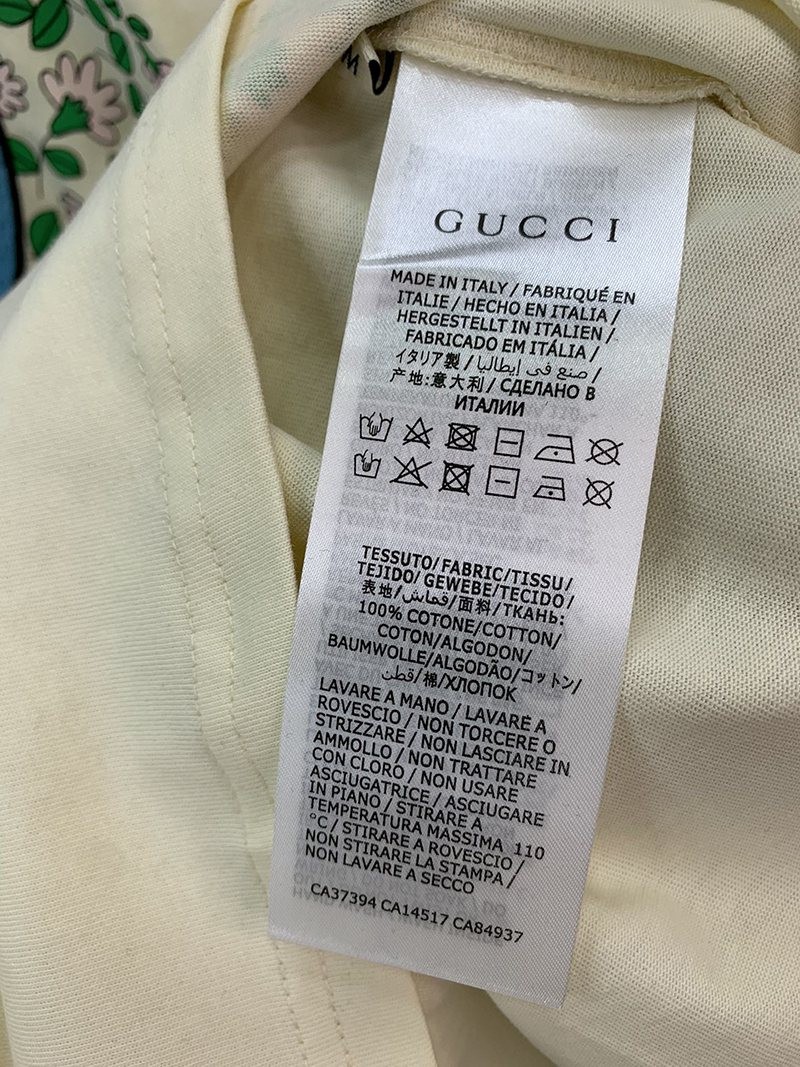 GUCCI
MADE IN ITALY / FABRIQUÉ EN
ITALIE / HECHO EN ITALIA /
HERGESTELLT IN ITALIEN /
FABRICADO EM ITÁLIA /
イタリア製 / صنع في إيطاليا /
产地:意大利 / СДЕЛАНО В
ИТАЛИИ
TESSUTO/FABRIC/TISSU/
TEJIDO/ GEWEBE/TECIDO/
表地/قماش/面料/ТКАНЬ:
100% COTONE/COTTON/
COTON/ALGODON/
BAUMWOLLE/ALGODÃO/コットン/
قطن/棉/ХЛОПОК
LAVARE A MANO / LAVARE A
ROVESCIO / NON TORCERE O
STRIZZARE / NON LASCIARE IN
AMMOLLO / NON TRATTARE
CON CLORO / NON USARE
ASCIUGATRICE / ASCIUGARE
IN PIANO / STIRARE A
TEMPERATURA MASSIMA 110
°C / STIRARE A ROVESCIO /
NON STIRARE LA STAMPA /
NON LAVARE A SECCO
CA37394 CA14517 CA84937